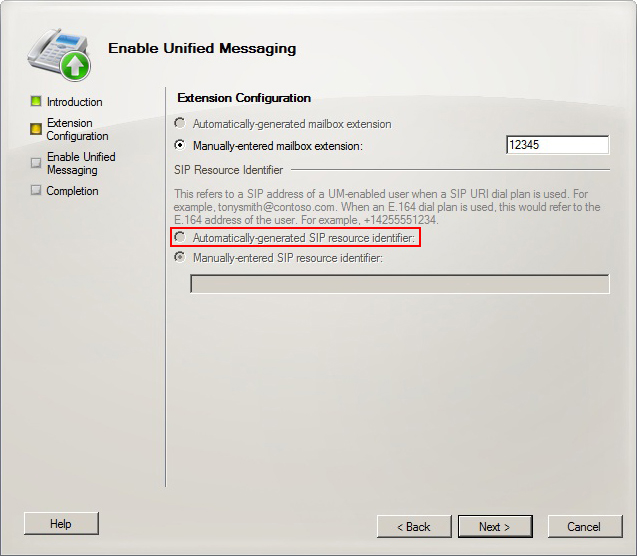 Enable Unified Messaging
Introduction
Extension
Configuration
Enable Unified
Messaging
Completion
Extension Configuration
Automatically-generated mailbox extension
Manually-entered mailbox extension:
12345
SIP Resource Identifier
This refers to a SIP address of a UM-enabled user when a SIP URI dial plan is used. For
example, tonysmith@contoso.com. When an E.164 dial plan is used, this would refer to the
E.164 address of the user. For example, +14255551234.
Automatically-generated SIP resource identifier:
Manually-entered SIP resource identifier:
Help
< Back
Next >
Cancel